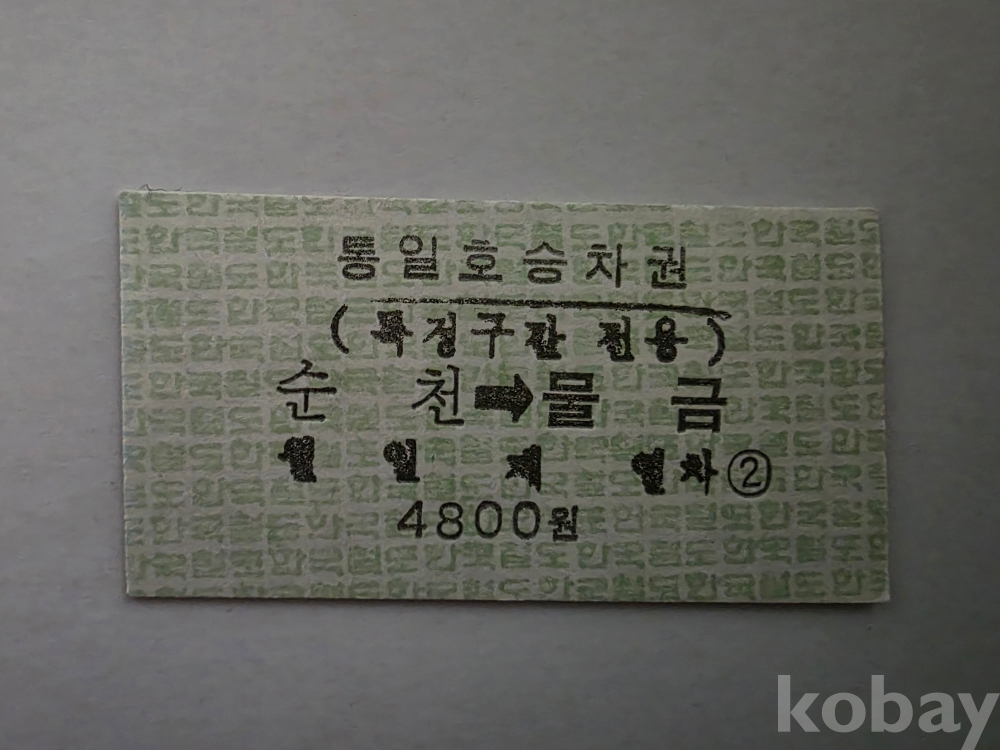 통일호승차권
(특정구간 전용)
순 천➡물 금
월 일 제 열차②
4800원
kobay